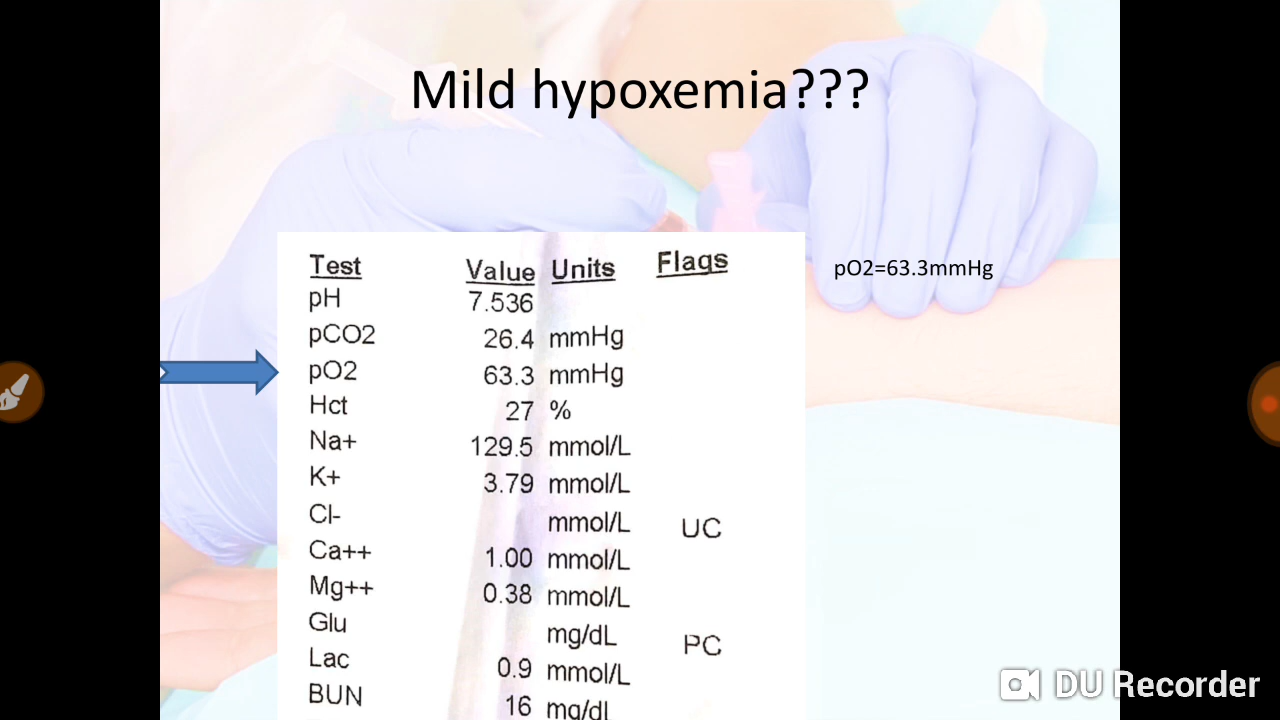 Mild hypoxemia???
Test Value Units Flags
pH 7.536
pO2=63.3mmHg
pCO2 26.4 mmHg
pO2 63.3 mmHg
Hct 27 %
Na+ 129.5 mmol/L
K+ 3.79 mmol/L
Cl- mmol/L UC
Ca++ 1.00 mmol/L
Mg++ 0.38 mmol/L
Glu mg/dL PC
Lac 0.9 mmol/L
BUN 16 mg/dL
DU Recorder